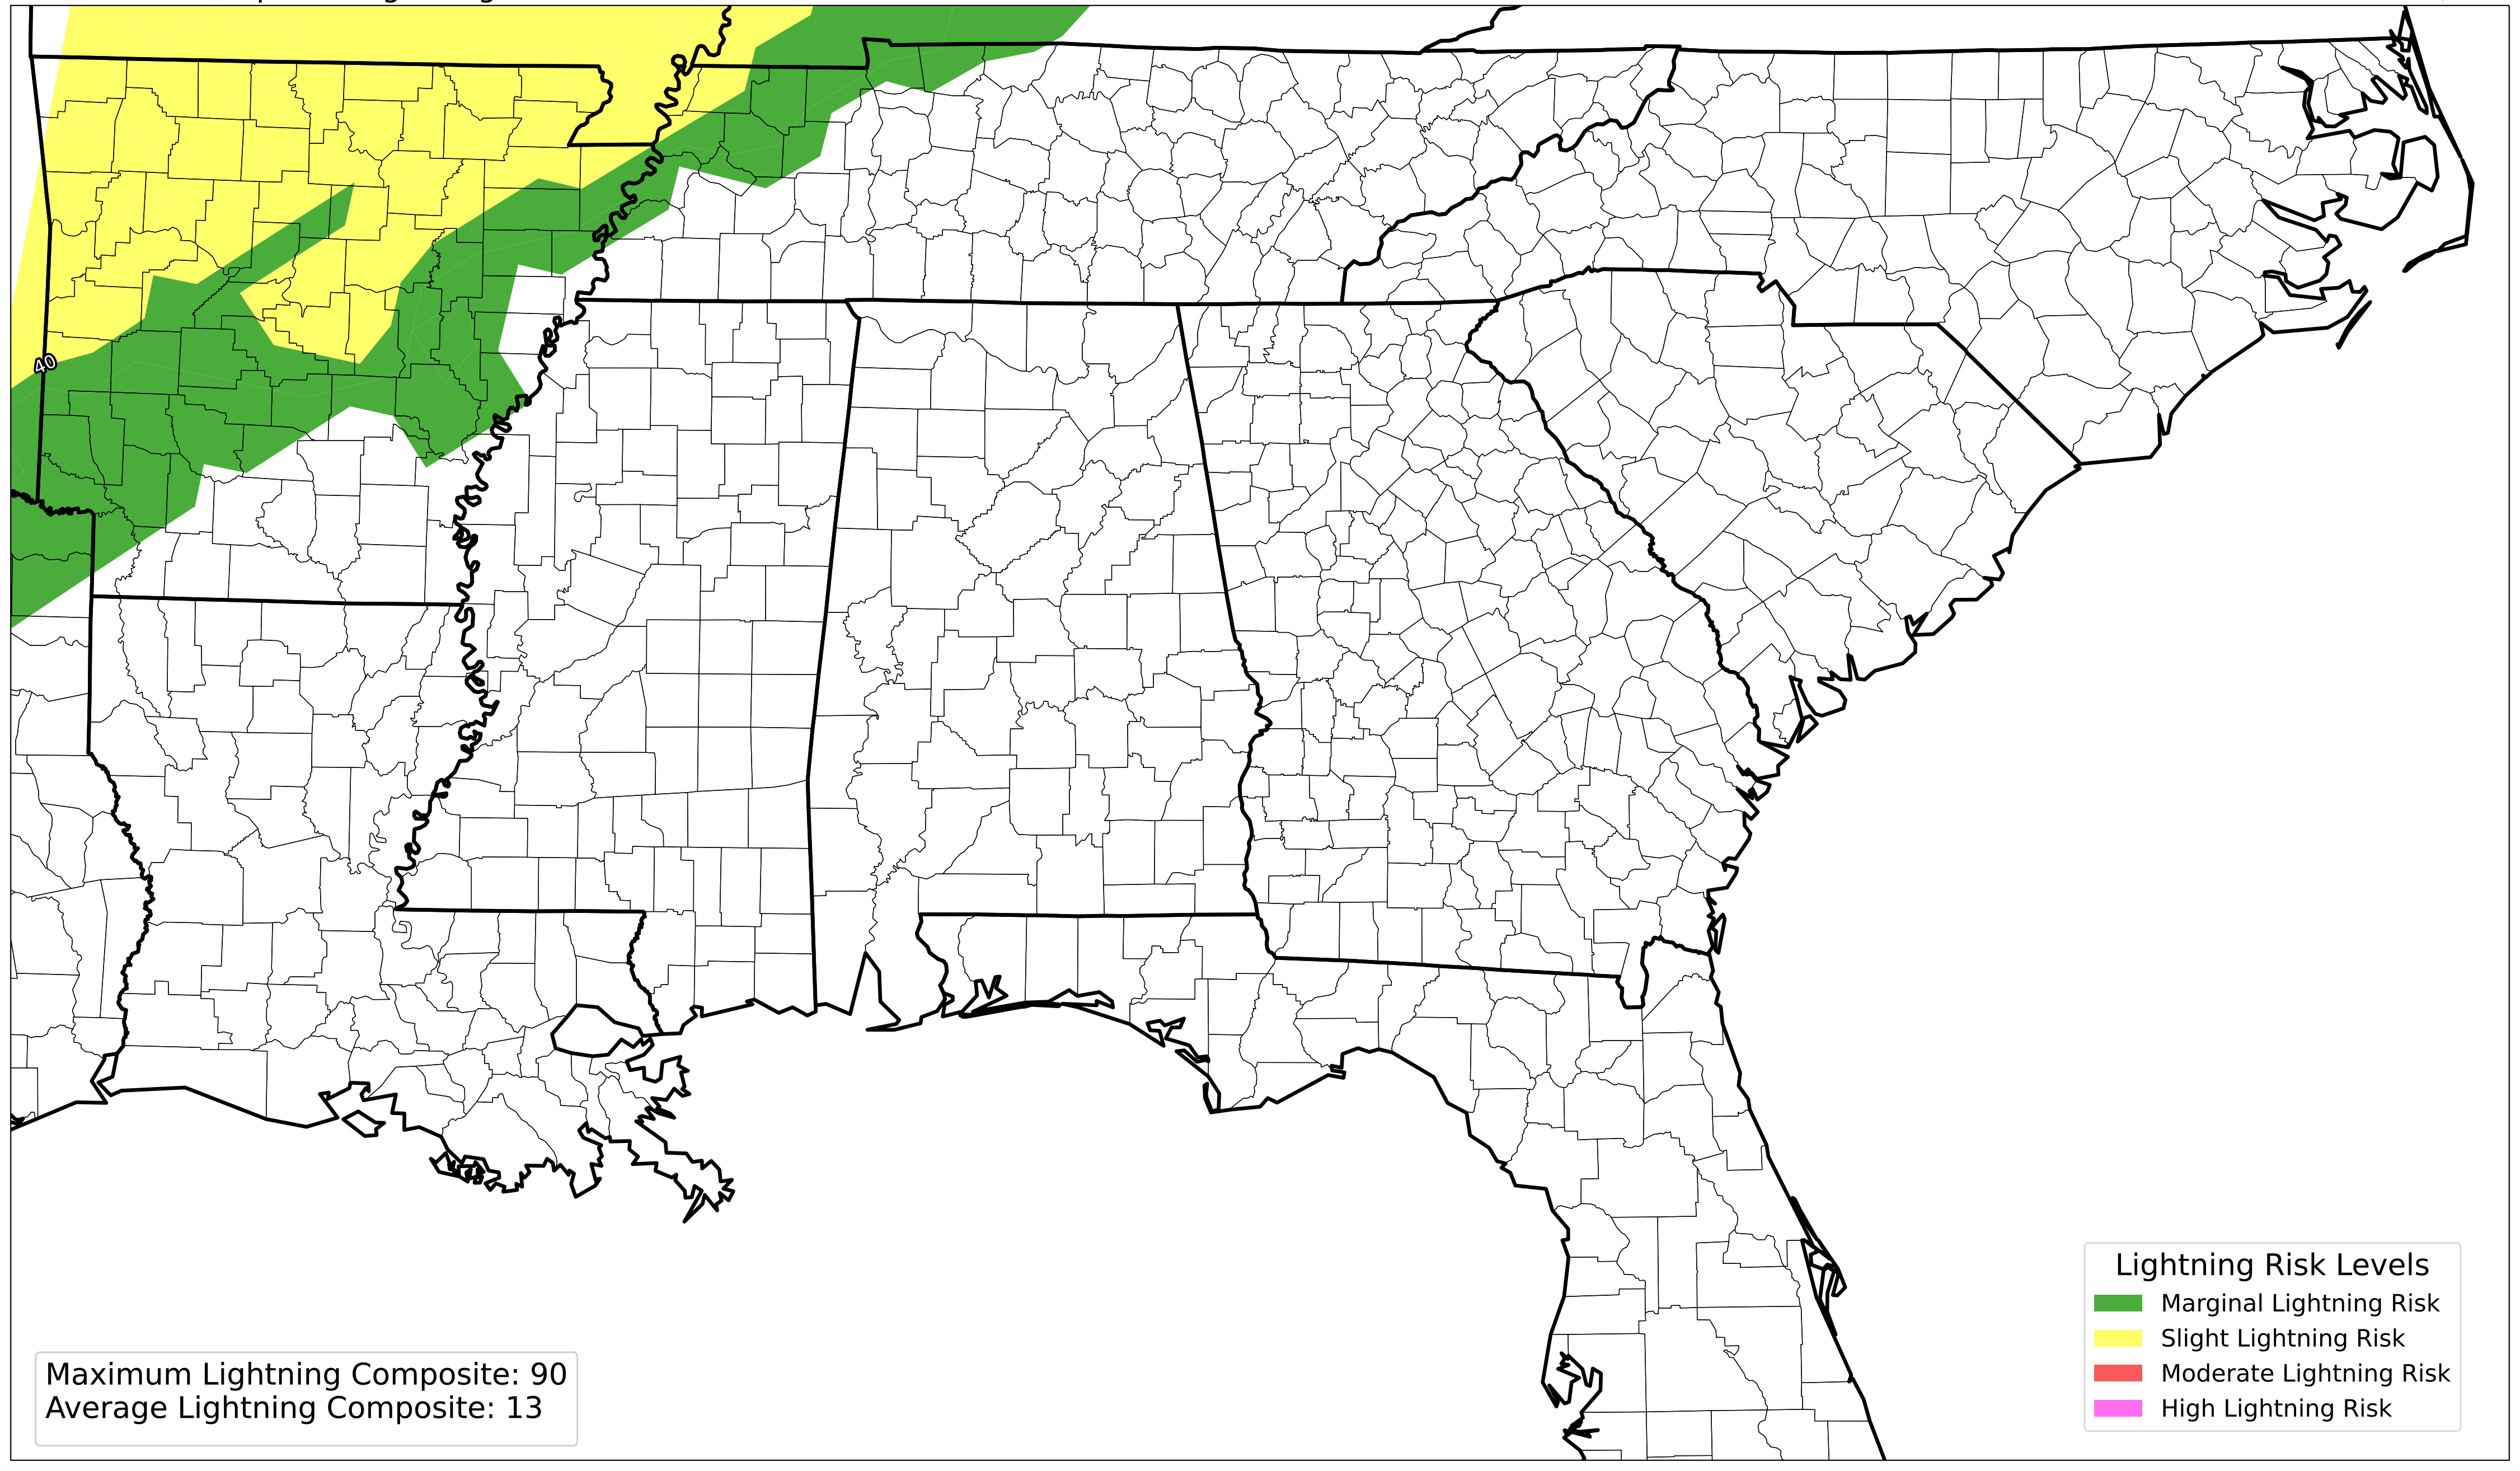 40
Maximum Lightning Composite: 90
Average Lightning Composite: 13
Lightning Risk Levels
Marginal Lightning Risk
Slight Lightning Risk
Moderate Lightning Risk
High Lightning Risk